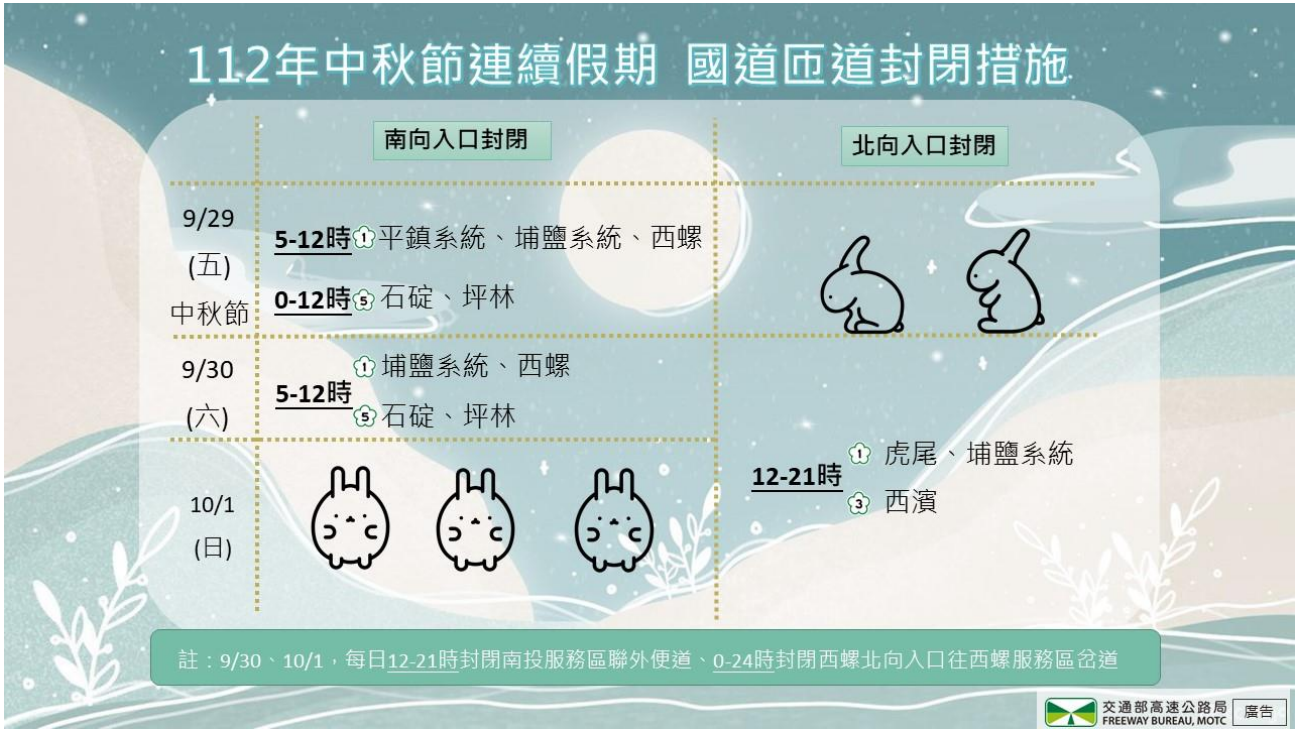 112年中秋節連續假期 國道匝道封閉措施
南向入口封閉
北向入口封閉
9/29
(五)
中秋節
5-12時①平鎮系統、埔鹽系統、西螺
0-12時⑤石碇、坪林
9/30
(六)
5-12時
①埔鹽系統、西螺
⑤石碇、坪林
10/1
(日)
12-21時
① 虎尾、埔鹽系統
③ 西濱
註：9/30、10/1，每日12-21時封閉南投服務區聯外便道、0-24時封閉西螺北向入口往西螺服務區岔道
交通部高速公路局
FREEWAY BUREAU, MOTC
廣告